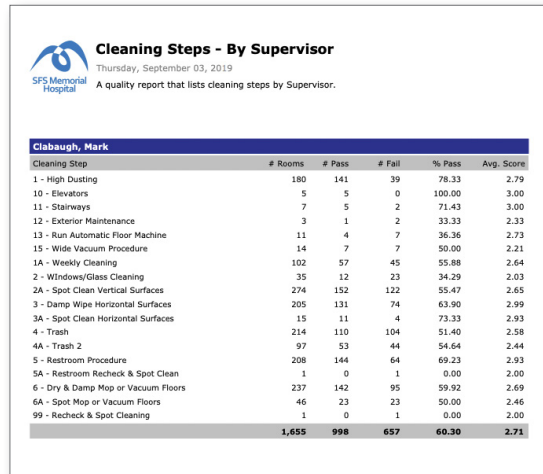 Cleaning Steps - By Supervisor
Thursday, September 03, 2019
SFS Memorial
Hospital
A quality report that lists cleaning steps by Supervisor.
Clabaugh, Mark
Cleaning Step # Rooms # Pass # Fail % Pass Avg. Score
1 - High Dusting 180 141 39 78.33 2.79
10 - Elevators 5 5 0 100.00 3.00
11 - Stairways 7 5 2 71.43 3.00
12 - Exterior Maintenance 3 1 2 33.33 2.33
13 - Run Automatic Floor Machine 11 4 7 36.36 2.73
15 - Wide Vacuum Procedure 14 7 7 50.00 2.21
1A - Weekly Cleaning 102 57 45 55.88 2.64
2 - WIndows/Glass Cleaning 35 12 23 34.29 2.03
2A - Spot Clean Vertical Surfaces 274 152 122 55.47 2.65
3 - Damp Wipe Horizontal Surfaces 205 131 74 63.90 2.99
3A - Spot Clean Horizontal Surfaces 15 11 4 73.33 2.93
4 - Trash 214 110 104 51.40 2.58
4A - Trash 2 97 53 44 54.64 2.44
5 - Restroom Procedure 208 144 64 69.23 2.93
5A - Restroom Recheck & Spot Clean 1 0 1 0.00 2.00
6 - Dry & Damp Mop or Vacuum Floors 237 142 95 59.92 2.69
6A - Spot Mop or Vacuum Floors 46 23 23 50.00 2.46
99 - Recheck & Spot Cleaning 1 0 1 0.00 2.00
1,655 998 657 60.30 2.71